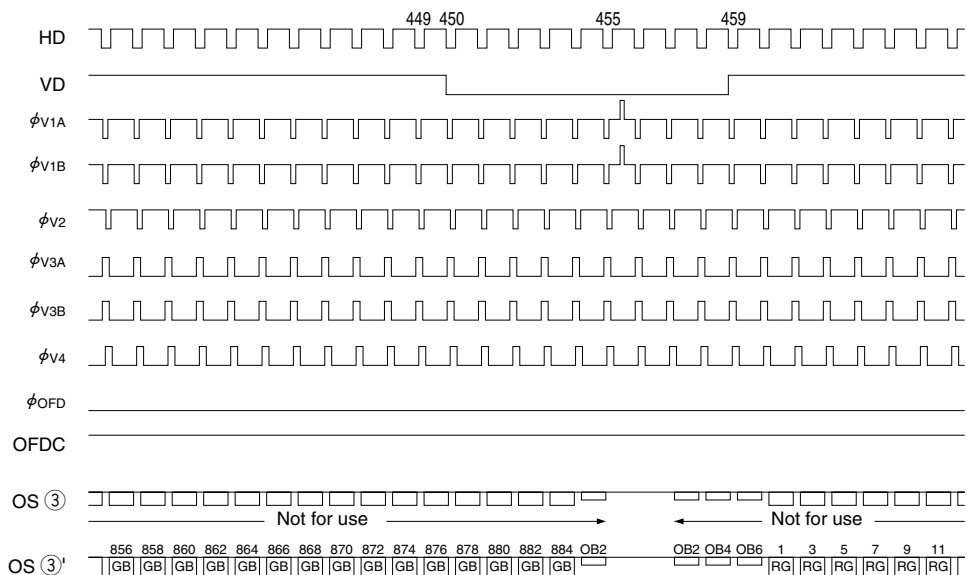 449 450 455 459
HD
VD
ϕV1A
ϕV1B
ϕV2
ϕV3A
ϕV3B
ϕV4
ϕOFD
OFDC
OS ③
Not for use Not for use
856 858 860 862 864 866 868 870 872 874 876 878 880 882 884 OB2 OB2 OB4 OB6 1 3 5 7 9 11
OS ③'
GB GB GB GB GB GB GB GB GB GB GB GB GB GB GB RG RG RG RG RG RG